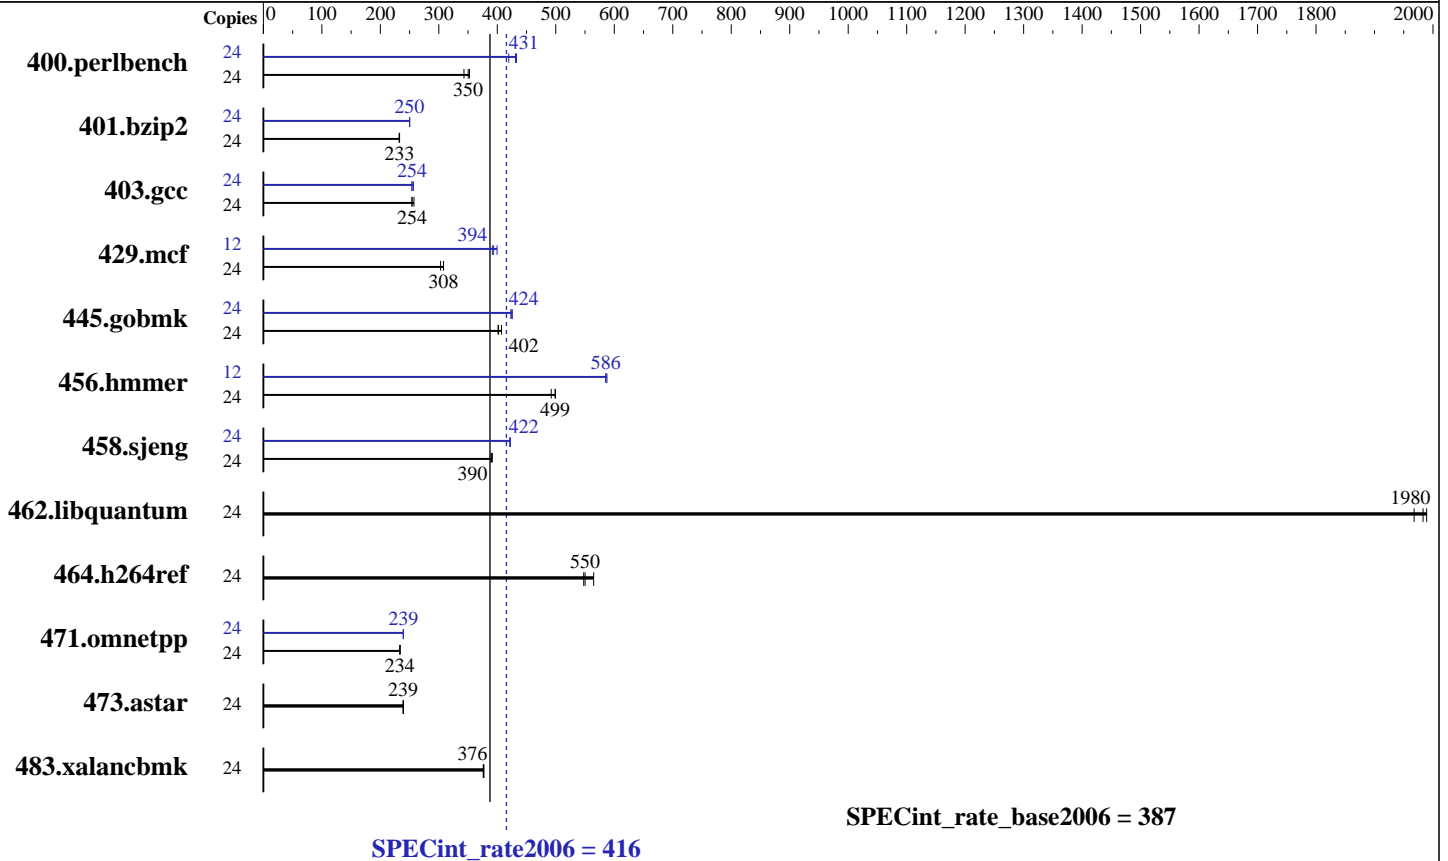 Copies 0 100 200 300 400 500 600 700 800 900 1000 1100 1200 1300 1400 1500 1600 1700 1800 2000
400.perlbench 24 431
24 350
401.bzip2 24 250
24 233
403.gcc 24 254
24 254
429.mcf 12 394
24 308
445.gobmk 24 424
24 402
456.hmmer 12 586
24 499
458.sjeng 24 422
24 390
462.libquantum 24 1980
464.h264ref 24 550
471.omnetpp 24 239
24 234
473.astar 24 239
483.xalancbmk 24 376
SPECint_rate_base2006 = 387
SPECint_rate2006 = 416